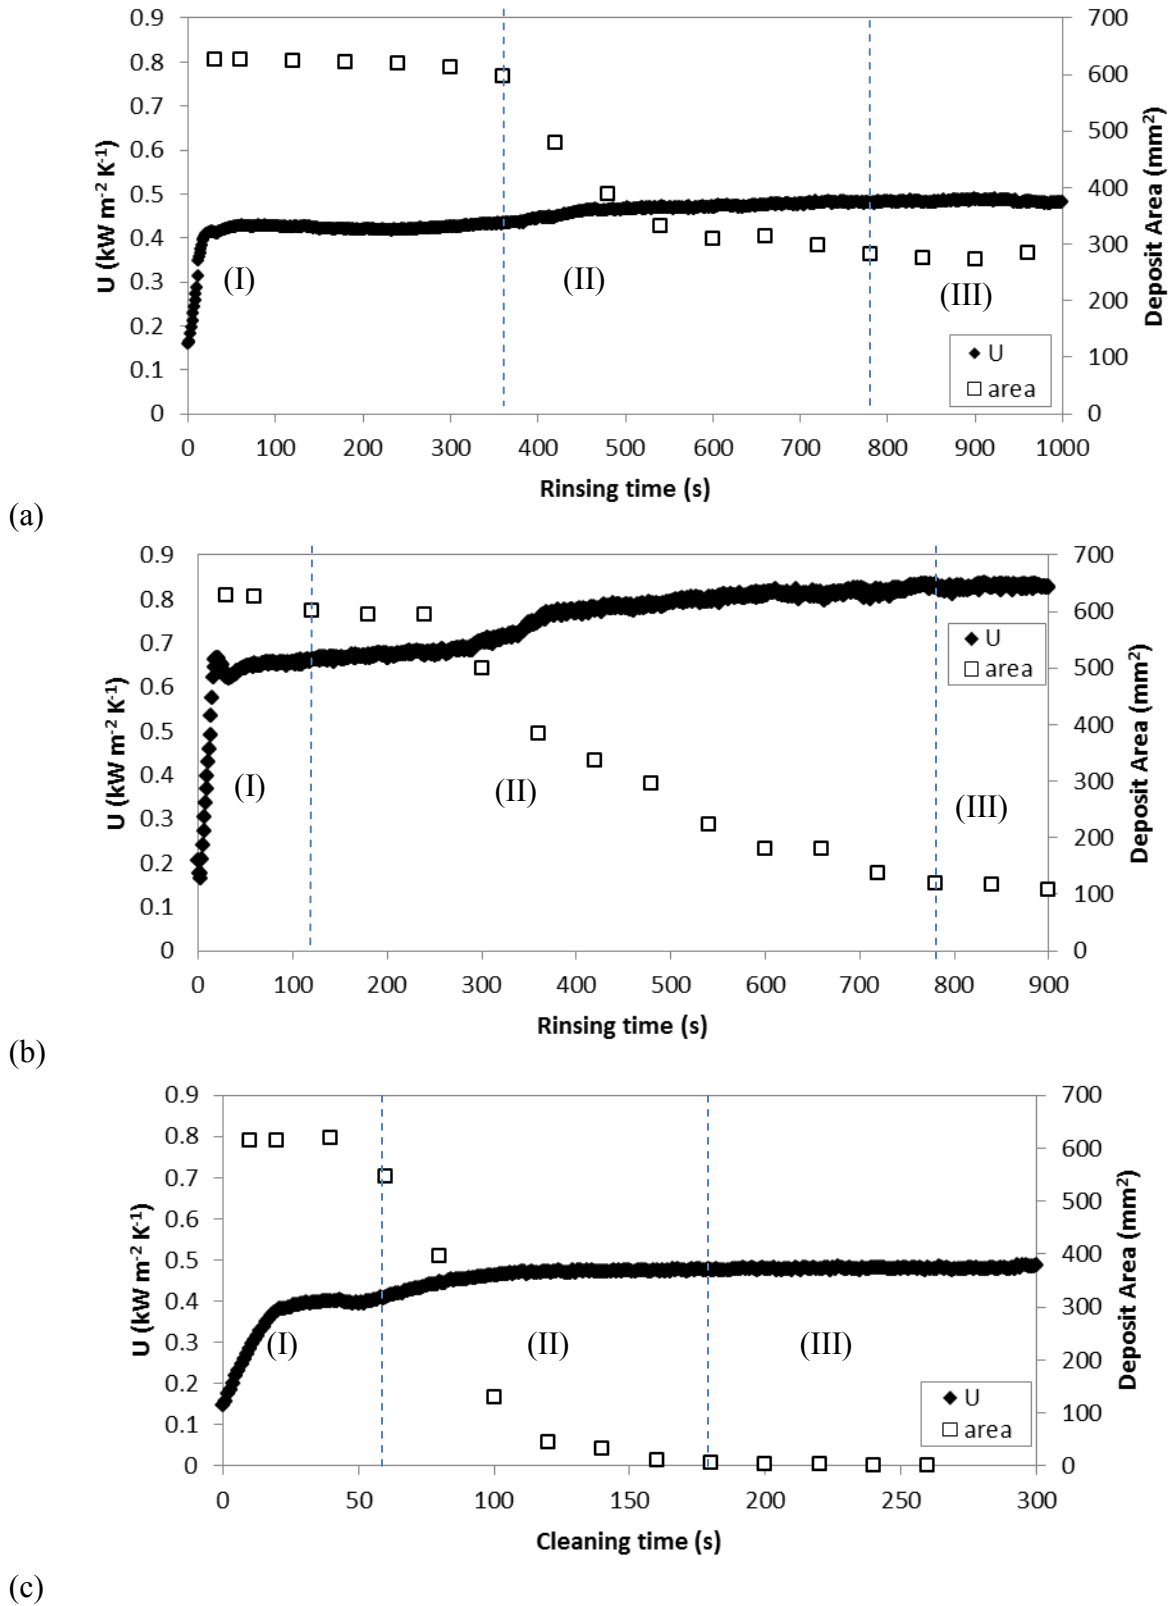 0.9
0.8
0.7
0.6
0.5
0.4
0.3
0.2
0.1
0
U (kW m⁻² K⁻¹)
700
600
500
400
300
200
100
0
Deposit Area (mm²)
(I)
(II)
(III)
U
area
0 100 200 300 400 500 600 700 800 900 1000
Rinsing time (s)
(a)
0.9
0.8
0.7
0.6
0.5
0.4
0.3
0.2
0.1
0
U (kW m⁻² K⁻¹)
700
600
500
400
300
200
100
0
Deposit Area (mm²)
U
area
(I)
(II)
(III)
0 100 200 300 400 500 600 700 800 900
Rinsing time (s)
(b)
0.9
0.8
0.7
0.6
0.5
0.4
0.3
0.2
0.1
0
U (kW m⁻² K⁻¹)
700
600
500
400
300
200
100
0
Deposit Area (mm²)
(I)
(II)
(III)
U
area
0 50 100 150 200 250 300
Cleaning time (s)
(c)